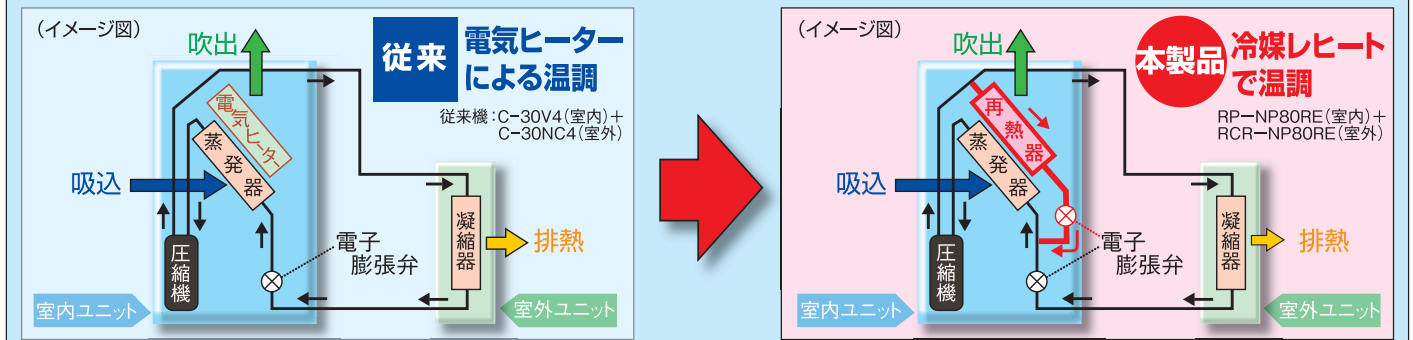 (イメージ図)
従来
電気ヒーター
による温調
従来機:C-30V4(室内)+
C-30NC4(室外)
吹出
電気ヒーター
蒸発器
吸込
圧縮機
電子
膨張弁
凝縮器
排熱
室内ユニット
室外ユニット
(イメージ図)
本製品
冷媒レヒート
で温調
RP-NP80RE(室内)+
RCR-NP80RE(室外)
吹出
再熱器
蒸発器
吸込
圧縮機
電子
膨張弁
凝縮器
排熱
室内ユニット
室外ユニット